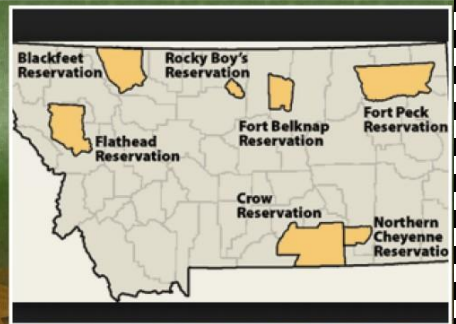 Blackfeet
Reservation
Rocky Boy's
Reservation
Fort Belknap
Reservation
Fort Peck
Reservation
Flathead
Reservation
Crow
Reservation
Northern
Cheyenne
Reservatio